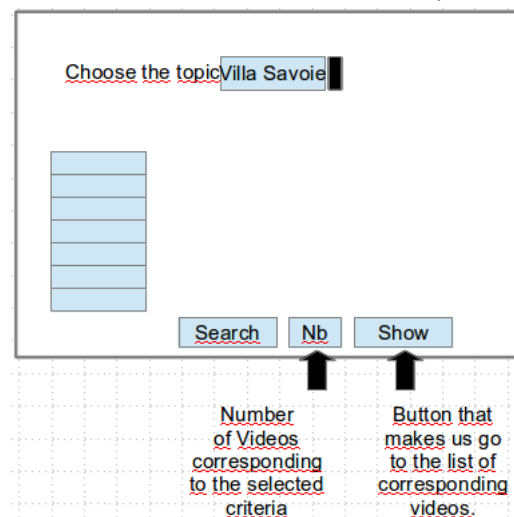 Choose the topic Villa Savoie
Search Nb Show
Number
of Videos
corresponding
to the selected
criteria
Button that
makes us go
to the list of
corresponding
videos.